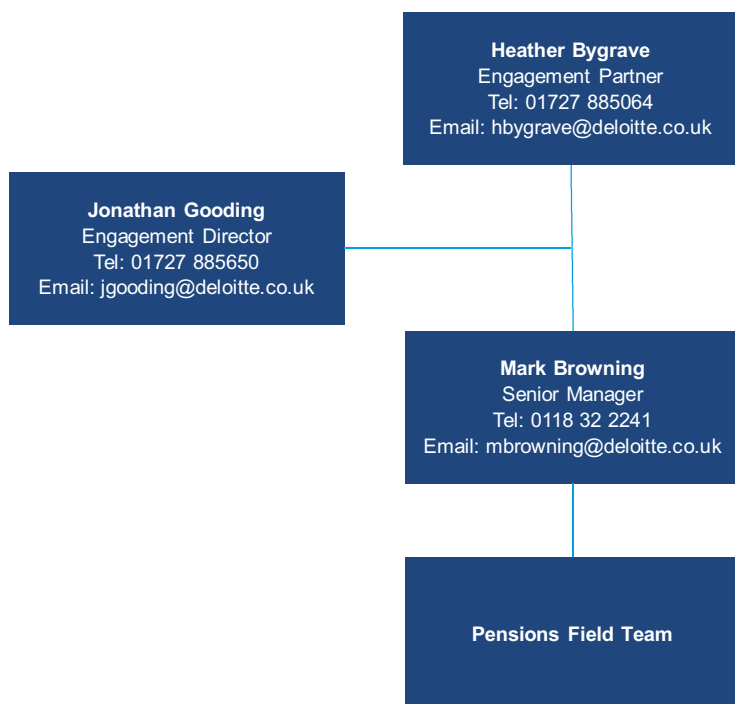 Heather Bygrave
Engagement Partner
Tel: 01727 885064
Email: hbygrave@deloitte.co.uk
Jonathan Gooding
Engagement Director
Tel: 01727 885650
Email: jgooding@deloitte.co.uk
Mark Browning
Senior Manager
Tel: 0118 32 2241
Email: mbrowning@deloitte.co.uk
Pensions Field Team